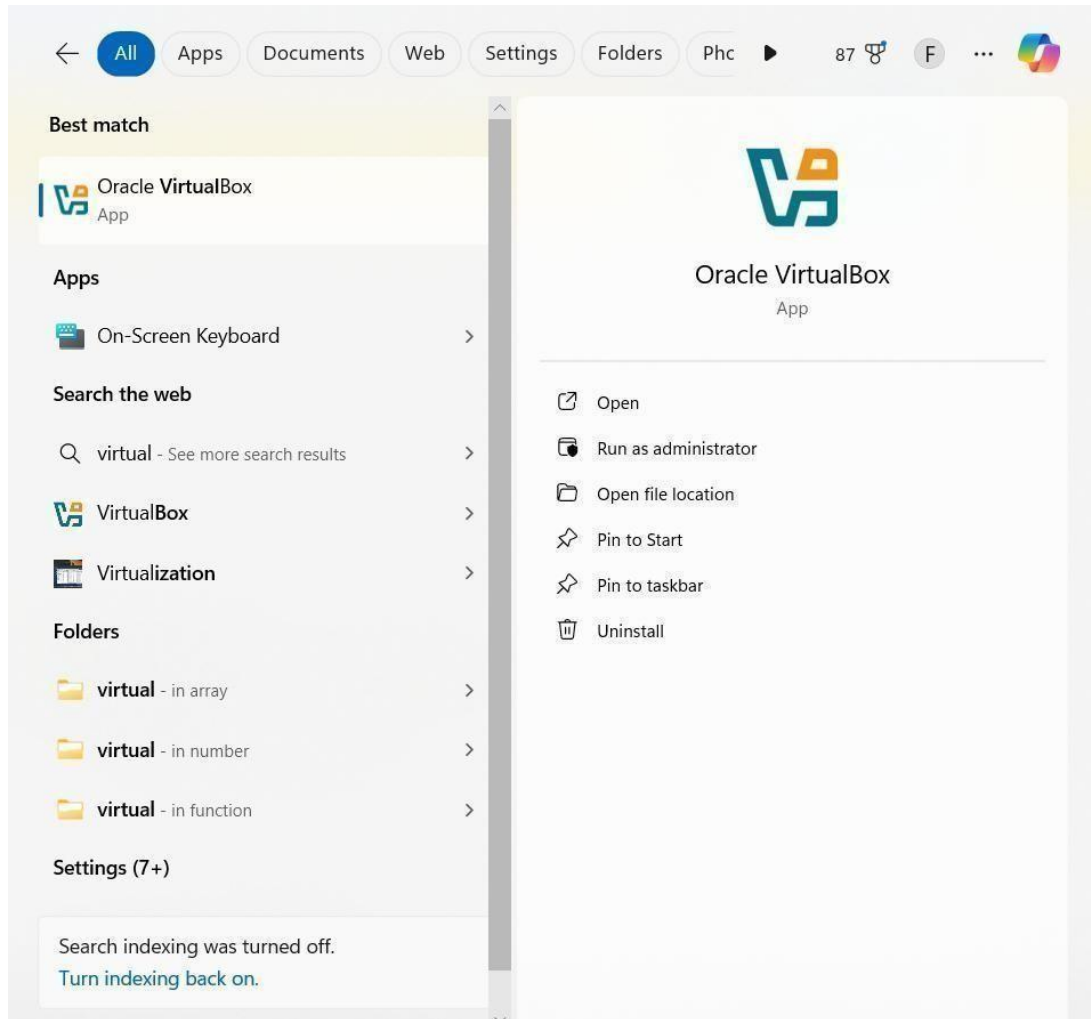 All Apps Documents Web Settings Folders Pho 87 F ...
Best match
Oracle VirtualBox
App
Apps
On-Screen Keyboard
Search the web
virtual - See more search results
VirtualBox
Virtualization
Folders
virtual - in array
virtual - in number
virtual - in function
Settings (7+)
Search indexing was turned off.
Turn indexing back on.
Oracle VirtualBox
App
Open
Run as administrator
Open file location
Pin to Start
Pin to taskbar
Uninstall